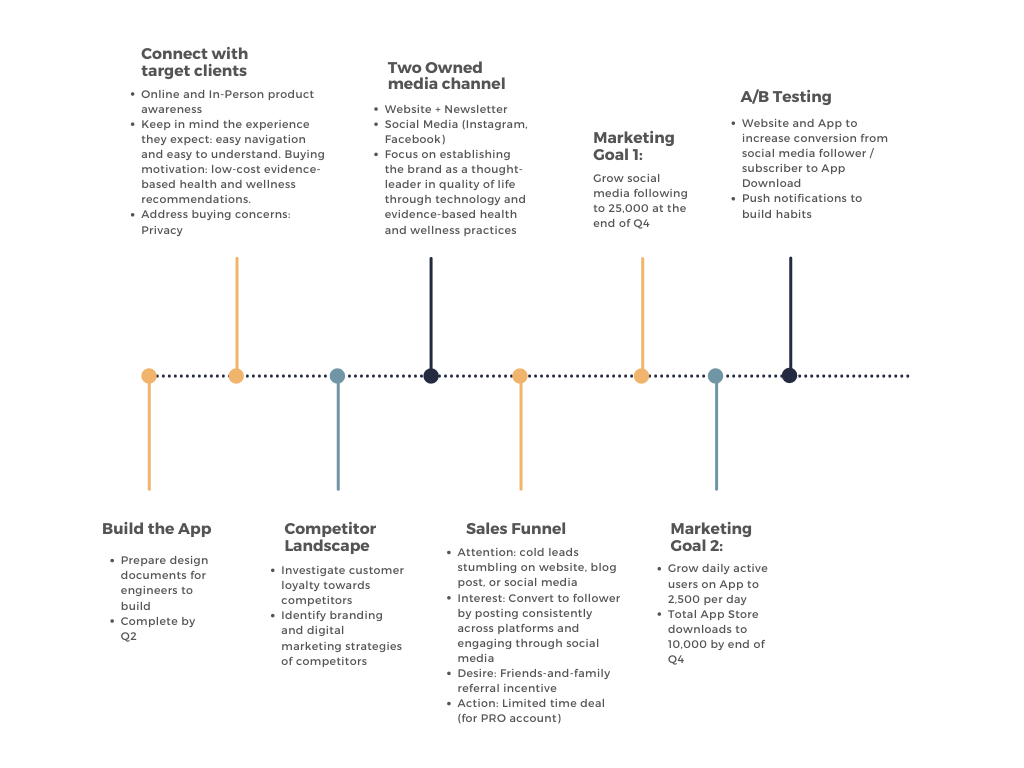 Connect with
target clients
• Online and In-Person product
awareness
• Keep in mind the experience
they expect: easy navigation
and easy to understand. Buying
motivation: low-cost evidence-
based health and wellness
recommendations.
• Address buying concerns:
Privacy
Two Owned
media channel
• Website + Newsletter
• Social Media (Instagram,
Facebook)
• Focus on establishing
the brand as a thought-
leader in quality of life
through technology and
evidence-based health
and wellness practices
Marketing
Goal 1:
Grow social
media following
to 25,000 at the
end of Q4
A/B Testing
• Website and App to
increase conversion from
social media follower /
subscriber to App
Download
• Push notifications to
build habits
Build the App
• Prepare design
documents for
engineers to
build
• Complete by
Q2
Competitor
Landscape
• Investigate customer
loyalty towards
competitors
• Identify branding
and digital
marketing strategies
of competitors
Sales Funnel
• Attention: cold leads
stumbling on website, blog
post, or social media
• Interest: Convert to follower
by posting consistently
across platforms and
engaging through social
media
• Desire: Friends-and-family
referral incentive
• Action: Limited time deal
(for PRO account)
Marketing
Goal 2:
• Grow daily active
users on App to
2,500 per day
• Total App Store
downloads to
10,000 by end of
Q4